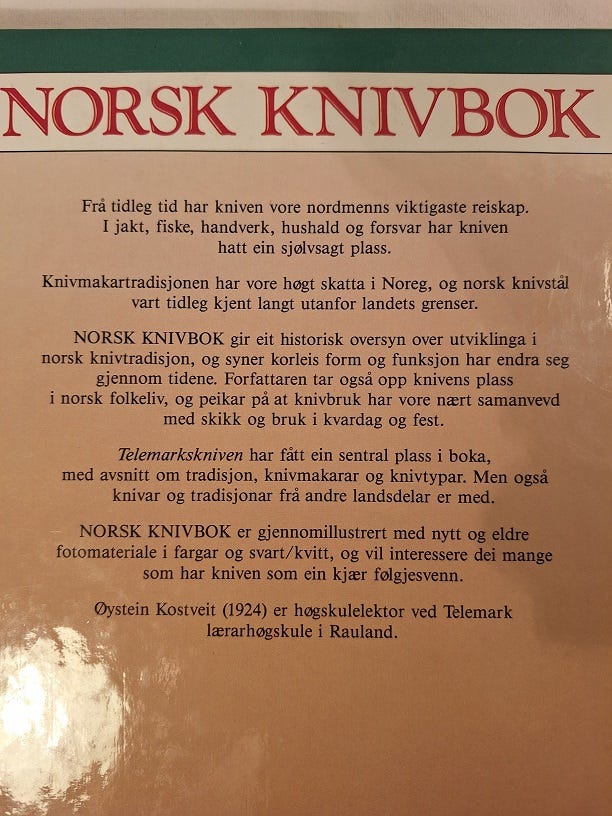 NORSK KNIVBOK
Frå tidleg tid har kniven vore nordmenns viktigaste reiskap.
I jakt, fiske, handverk, hushald og forsvar har kniven
hatt ein sjølvsagt plass.
Knivmakartradisjonen har vore høgt skatta i Noreg, og norsk knivstål
vart tidleg kjent langt utanfor landets grenser.
NORSK KNIVBOK gir eit historisk oversyn over utviklinga i
norsk knivtradisjon, og syner korleis form og funksjon har endra seg
gjennom tidene. Forfattaren tar også opp knivens plass
i norsk folkeliv, og peikar på at knivbruk har vore nært samanvevd
med skikk og bruk i kvardag og fest.
Telemarkskniven har fått ein sentral plass i boka,
med avsnitt om tradisjon, knivmakarar og knivtypar. Men også
knivar og tradisjonar frå andre landsdelar er med.
NORSK KNIVBOK er gjennomillustrert med nytt og eldre
fotomateriale i fargar og svart/kvitt, og vil interessere dei mange
som har kniven som ein kjær følgjesvenn.
Øystein Kostveit (1924) er høgskulelektor ved Telemark
lærarhøgskule i Rauland.